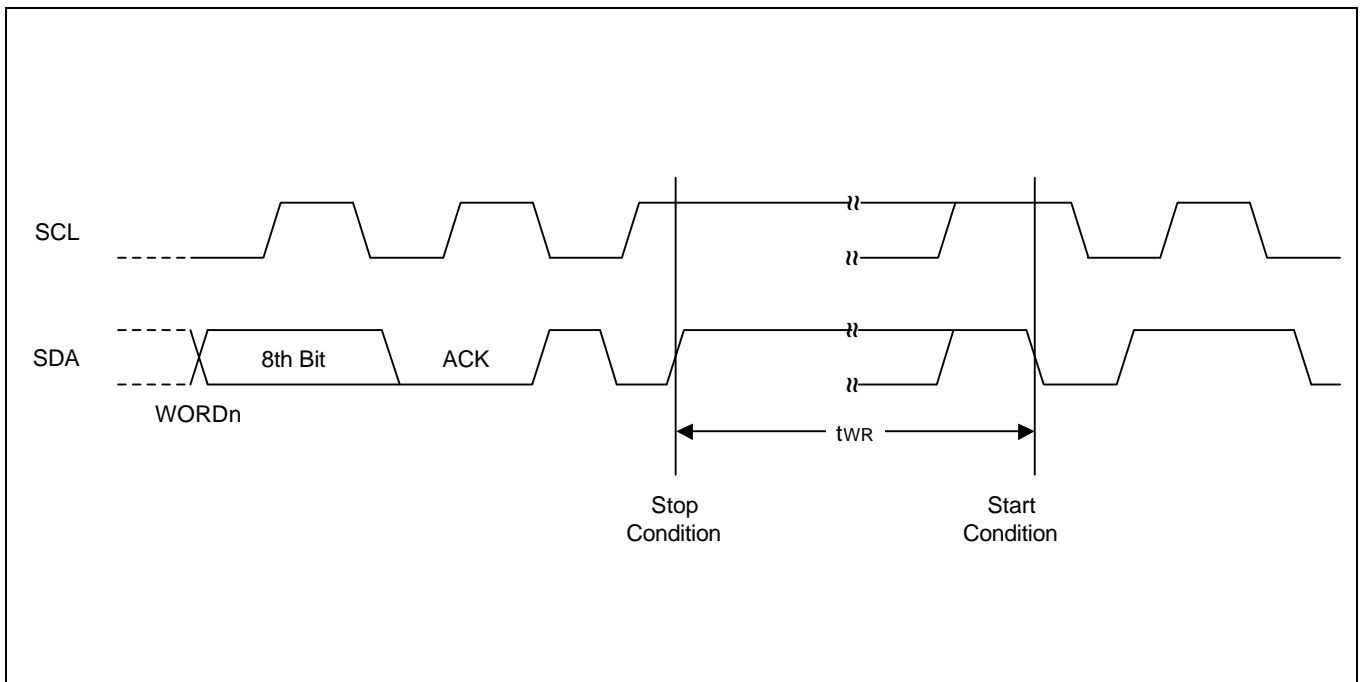 SCL
SDA
8th Bit
ACK
WORDn
tWR
Stop
Condition
Start
Condition